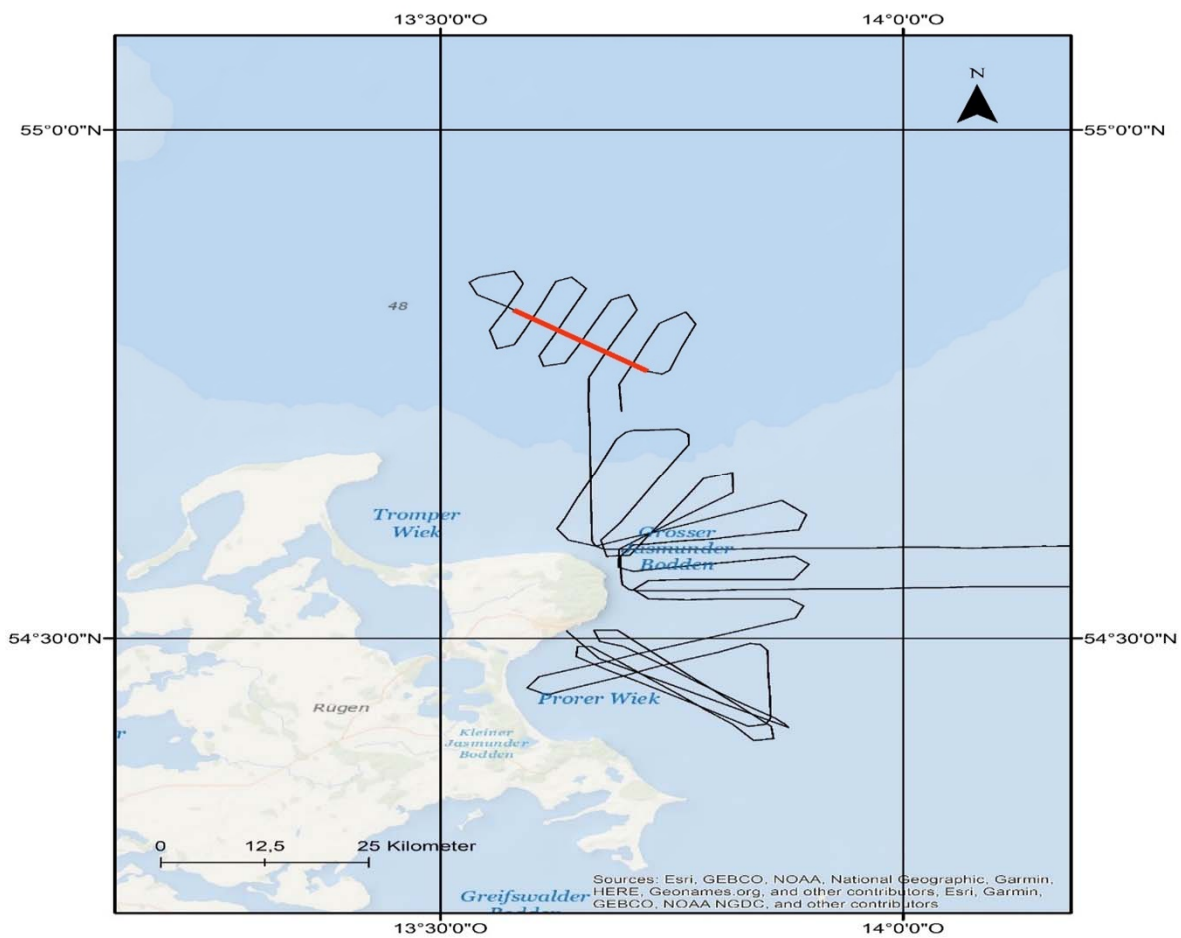 13°30'0"O 14°0'0"O
N
55°0'0"N 55°0'0"N
48
Tromper
Wiek
Grosser
Jasmunder
Bodden
54°30'0"N 54°30'0"N
Prorer Wiek
Rügen
Kleiner
Jasmunder
Bodden
r
0 12,5 25 Kilometer
Sources: Esri, GEBCO, NOAA, National Geographic, Garmin,
HERE, Geonames.org, and other contributors, Esri, Garmin,
GEBCO, NOAA NGDC, and other contributors
Greifswalder
Bodden
13°30'0"O 14°0'0"O